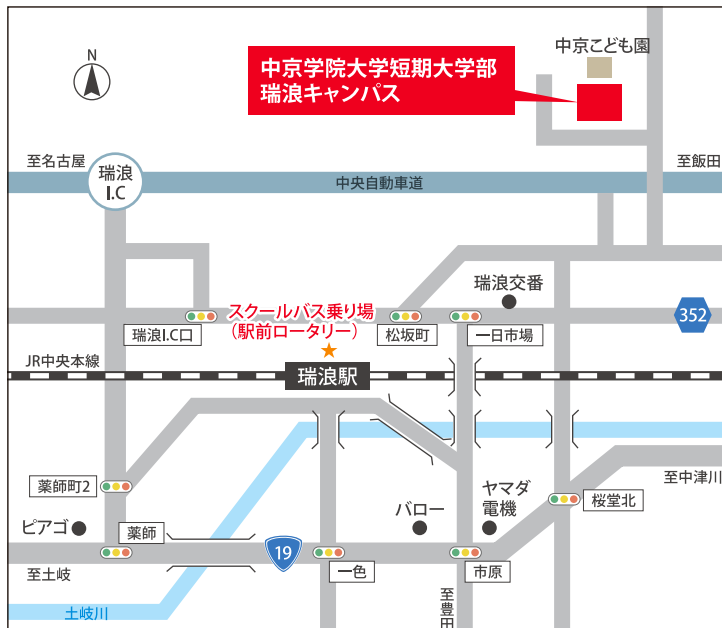 N
中京こども園
中京学院大学短期大学部
瑞浪キャンパス
至名古屋
瑞浪
I.C
中央自動車道
至飯田
瑞浪交番
スクールバス乗り場
（駅前ロータリー）
352
瑞浪I.C口
松坂町
一日市場
JR中央本線
瑞浪駅
至中津川
薬師町2
ヤマダ
電機
桜堂北
ピアゴ
薬師
バロー
19
至土岐
一色
市原
至豊田
土岐川